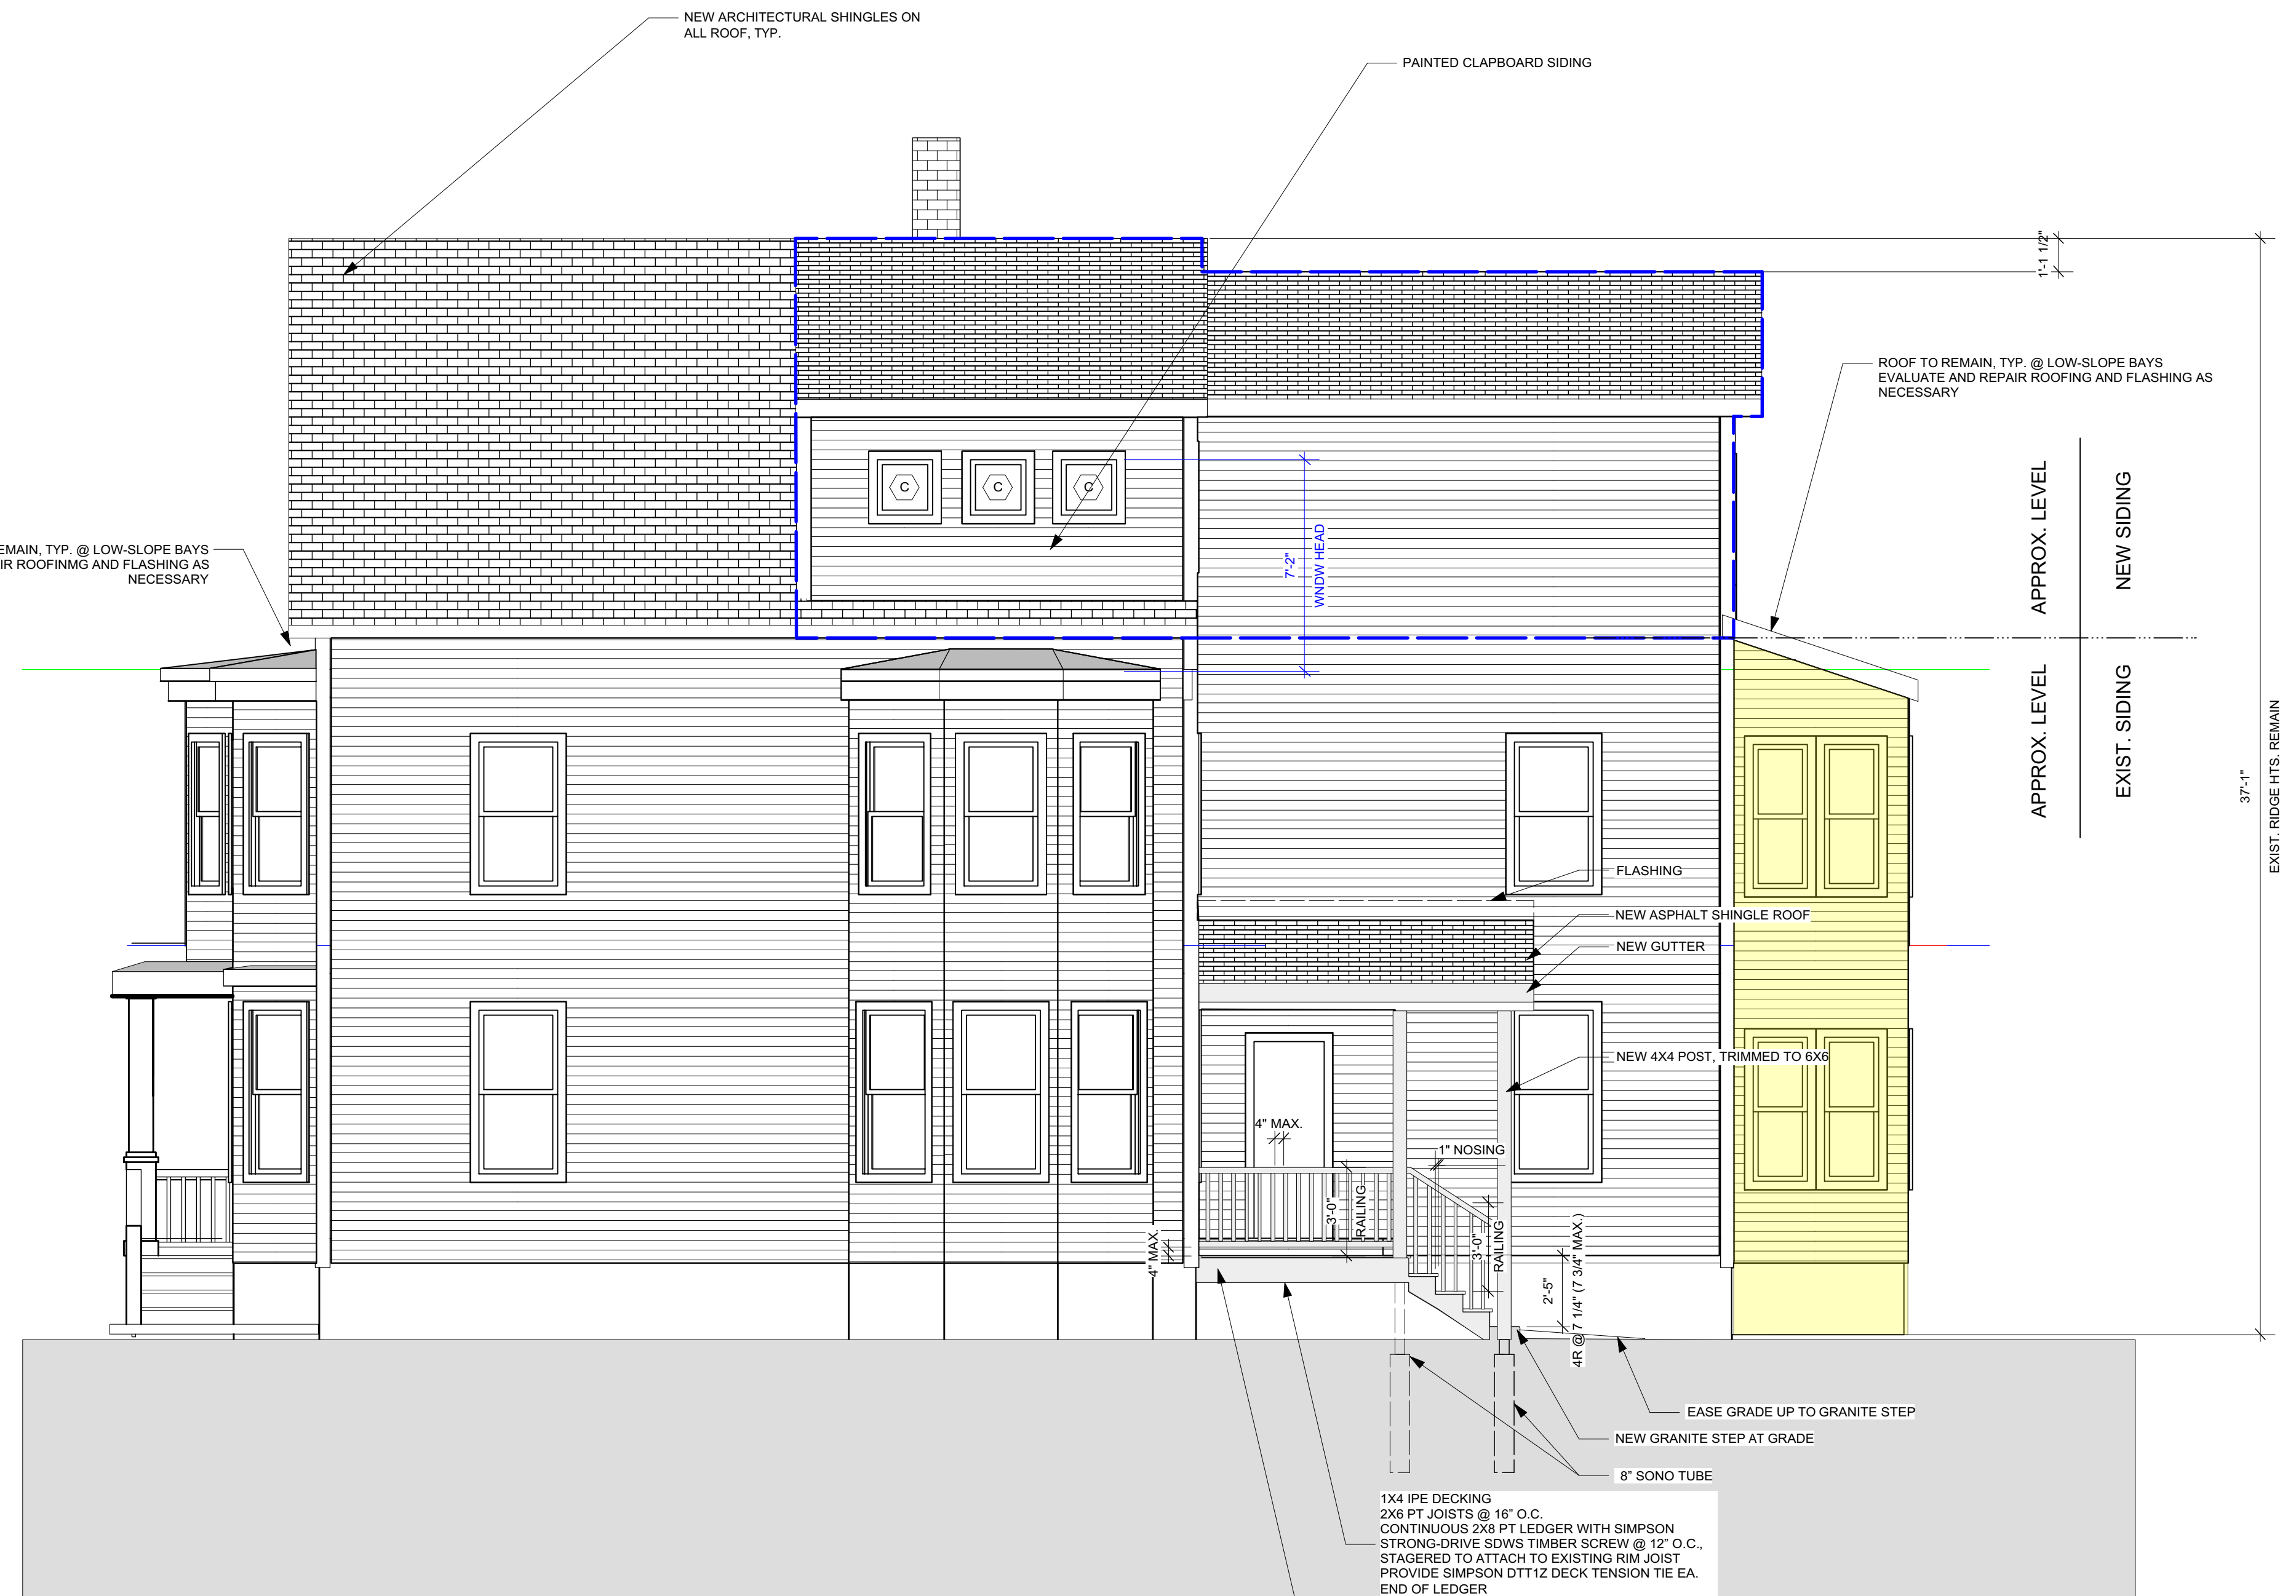 NEW ARCHITECTURAL SHINGLES ON
ALL ROOF, TYP.
PAINTED CLAPBOARD SIDING
1'-1 1/2"
ROOF TO REMAIN, TYP. @ LOW-SLOPE BAYS
EVALUATE AND REPAIR ROOFING AND FLASHING AS
NECESSARY
C
C
C
7'-2"
WNDW HEAD
APPROX. LEVEL
NEW SIDING
EMAIN, TYP. @ LOW-SLOPE BAYS
IR ROOFINMG AND FLASHING AS
NECESSARY
APPROX. LEVEL
EXIST. SIDING
37'-1"
EXIST. RIDGE HTS. REMAIN
FLASHING
NEW ASPHALT SHINGLE ROOF
NEW GUTTER
NEW 4X4 POST, TRIMMED TO 6X6
4" MAX.
1" NOSING
3'-0"
RAILING
3'-0"
RAILING
4" MAX.
2'-5"
4R @ 7 1/4" (7 3/4" MAX.)
EASE GRADE UP TO GRANITE STEP
NEW GRANITE STEP AT GRADE
8” SONO TUBE
1X4 IPE DECKING
2X6 PT JOISTS @ 16” O.C.
CONTINUOUS 2X8 PT LEDGER WITH SIMPSON
STRONG-DRIVE SDWS TIMBER SCREW @ 12” O.C.,
STAGERED TO ATTACH TO EXISTING RIM JOIST
PROVIDE SIMPSON DTT1Z DECK TENSION TIE EA.
END OF LEDGER